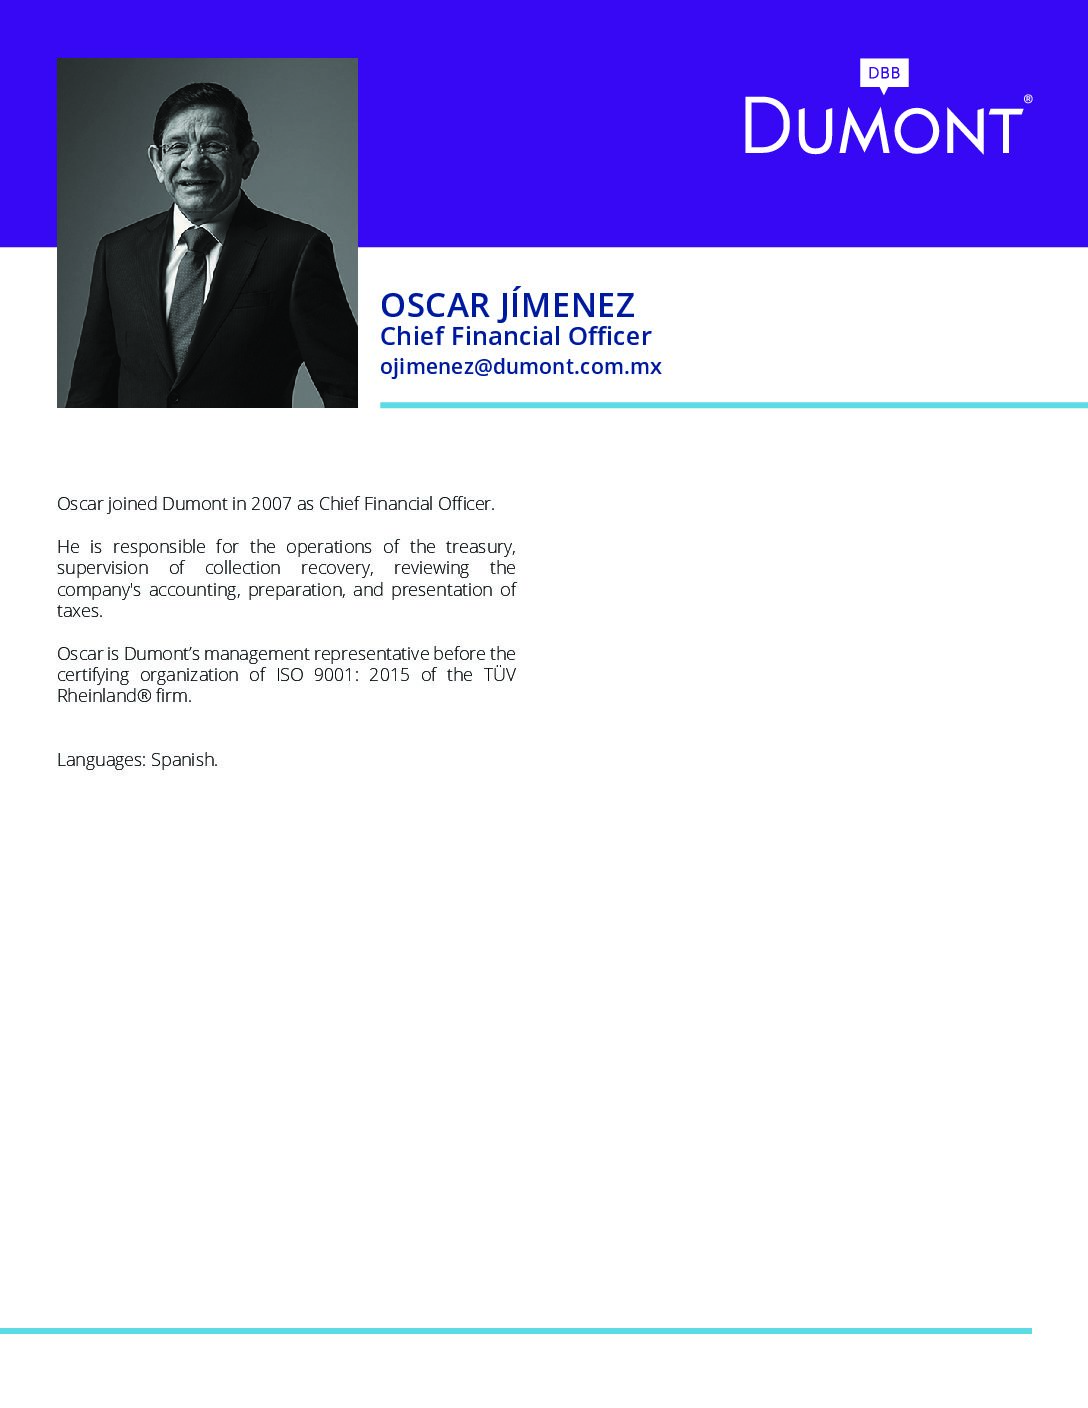 DBB
DUMONT®
OSCAR JÍMENEZ
Chief Financial Officer
ojimenez@dumont.com.mx
Oscar joined Dumont in 2007 as Chief Financial Officer.
He is responsible for the operations of the treasury,
supervision of collection recovery, reviewing the
company's accounting, preparation, and presentation of
taxes.
Oscar is Dumont’s management representative before the
certifying organization of ISO 9001: 2015 of the TÜV
Rheinland® firm.
Languages: Spanish.